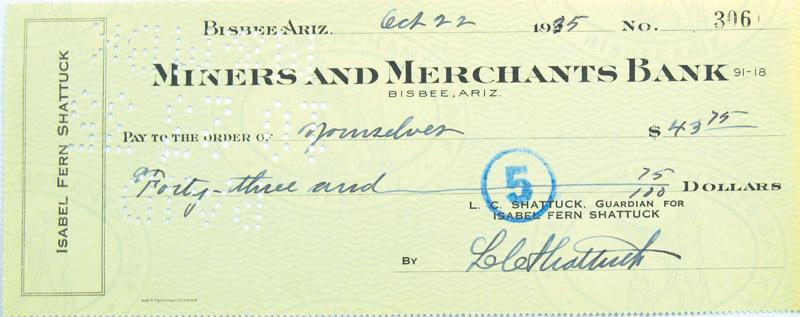 BISBEE, ARIZ. Oct 22 1935 No. 306
MINERS AND MERCHANTS BANK 91-18
BISBEE, ARIZ.
PAY TO THE ORDER OF Yourselves $ 43 75
Forty-three and 75/100 DOLLARS
5
L. C. SHATTUCK, GUARDIAN FOR
ISABEL FERN SHATTUCK
BY L C Shattuck
ISABEL FERN SHATTUCK